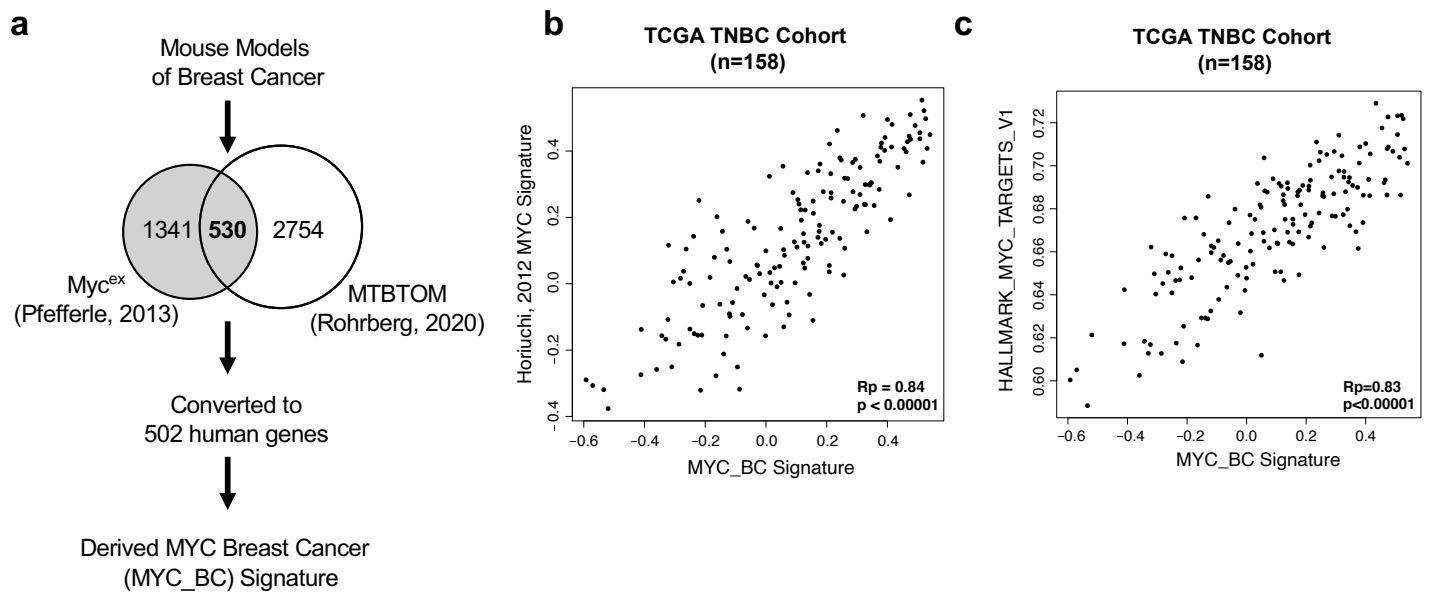 a
Mouse Models
of Breast Cancer
1341 530 2754
Mycex
(Pfefferle, 2013)
MTBTOM
(Rohrberg, 2020)
Converted to
502 human genes
Derived MYC Breast Cancer
(MYC_BC) Signature
b
TCGA TNBC Cohort
(n=158)
Horiuchi, 2012 MYC Signature
0.4
0.2
0.0
−0.2
−0.4
Rp = 0.84
p < 0.00001
−0.6 −0.4 −0.2 0.0 0.2 0.4
MYC_BC Signature
c
TCGA TNBC Cohort
(n=158)
HALLMARK_MYC_TARGETS_V1
0.72
0.70
0.68
0.66
0.64
0.62
0.60
Rp=0.83
p<0.00001
−0.6 −0.4 −0.2 0.0 0.2 0.4
MYC_BC Signature